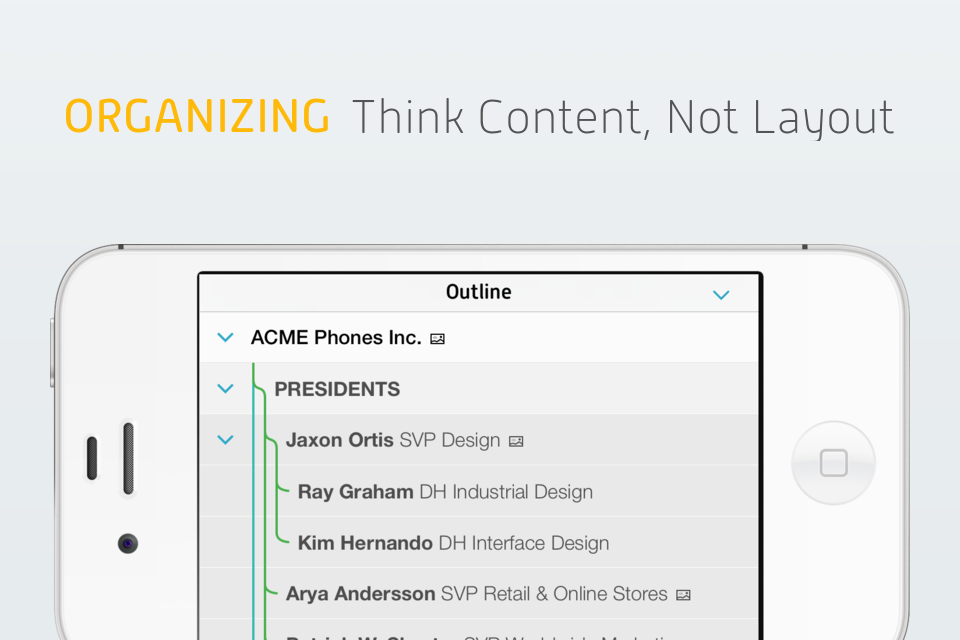 ORGANIZING Think Content, Not Layout
Outline
ACME Phones Inc.
PRESIDENTS
Jaxon Ortis SVP Design
Ray Graham DH Industrial Design
Kim Hernando DH Interface Design
Arya Andersson SVP Retail & Online Stores